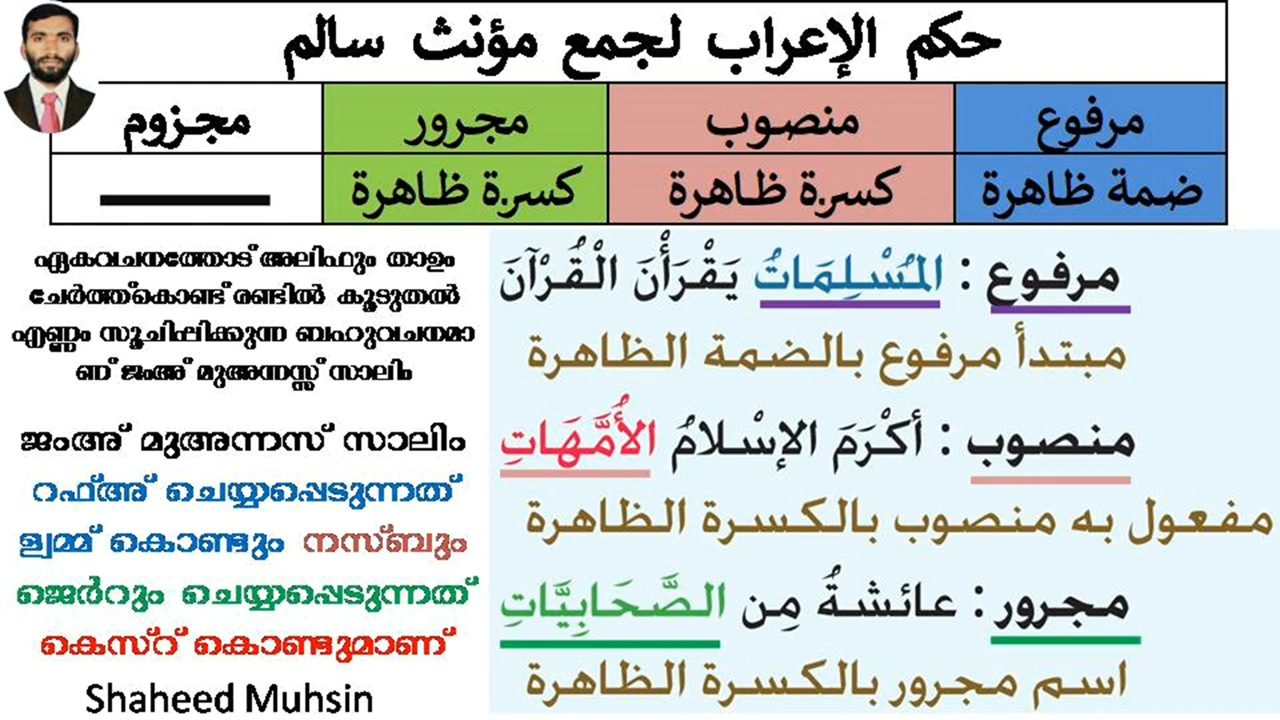 حكم الإعراب لجمع مؤنث سالم
مرفوع منصوب مجرور مجزوم
ضمة ظاهرة كسرة ظاهرة كسرة ظاهرة
مرفوع : المُسْلِمَاتُ يَقْرَأْنَ الْقُرْآنَ
مبتدأ مرفوع بالضمة الظاهرة
منصوب : أكْرَمَ الإسْلامُ الأُمَّهَاتِ
مفعول به منصوب بالكسرة الظاهرة
مجرور : عائشةُ مِن الصَّحَابِيَّاتِ
اسم مجرور بالكسرة الظاهرة
ഏകവചനത്തോട് അലിഫും താഉം
ചേർത്ത്കൊണ്ട് രണ്ടിൽ കൂടുതൽ
എണ്ണം സൂചിപ്പിക്കുന്ന ബഹുവചനമാ
ണ് ജംഅ് മുഅന്നസ്സ് സാലിം
ജംഅ് മുഅന്നസ് സാലിം
റഫ്അ് ചെയ്യപ്പെടുന്നത്
ള്വമ്മ് കൊണ്ടും നസ്ബും
ജെർറും ചെയ്യപ്പെടുന്നത്
കെസ്റ് കൊണ്ടുമാണ്
Shaheed Muhsin